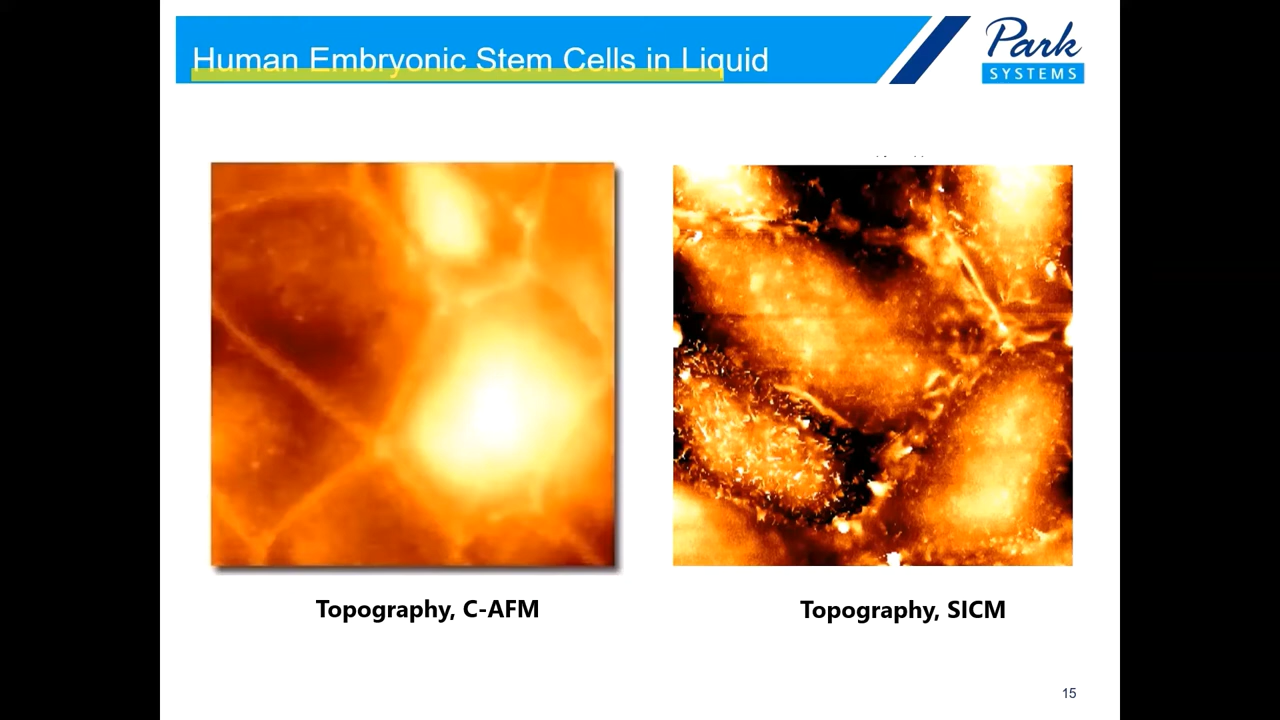 Human Embryonic Stem Cells in Liquid
Park
SYSTEMS
Topography, C-AFM
Topography, SICM
15